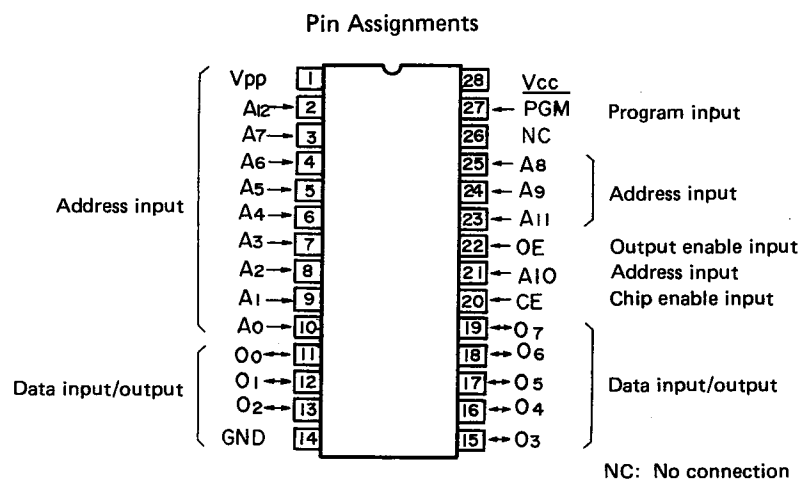 Pin Assignments
Vpp 1 28 Vcc
A12 2 27 PGM Program input
A7 3 26 NC
A6 4 25 A8
A5 5 24 A9 Address input
Address input A4 6 23 A11
A3 7 22 OE Output enable input
A2 8 21 A10 Address input
A1 9 20 CE Chip enable input
A0 10 19 O7
O0 11 18 O6
Data input/output O1 12 17 O5 Data input/output
O2 13 16 O4
GND 14 15 O3
NC: No connection